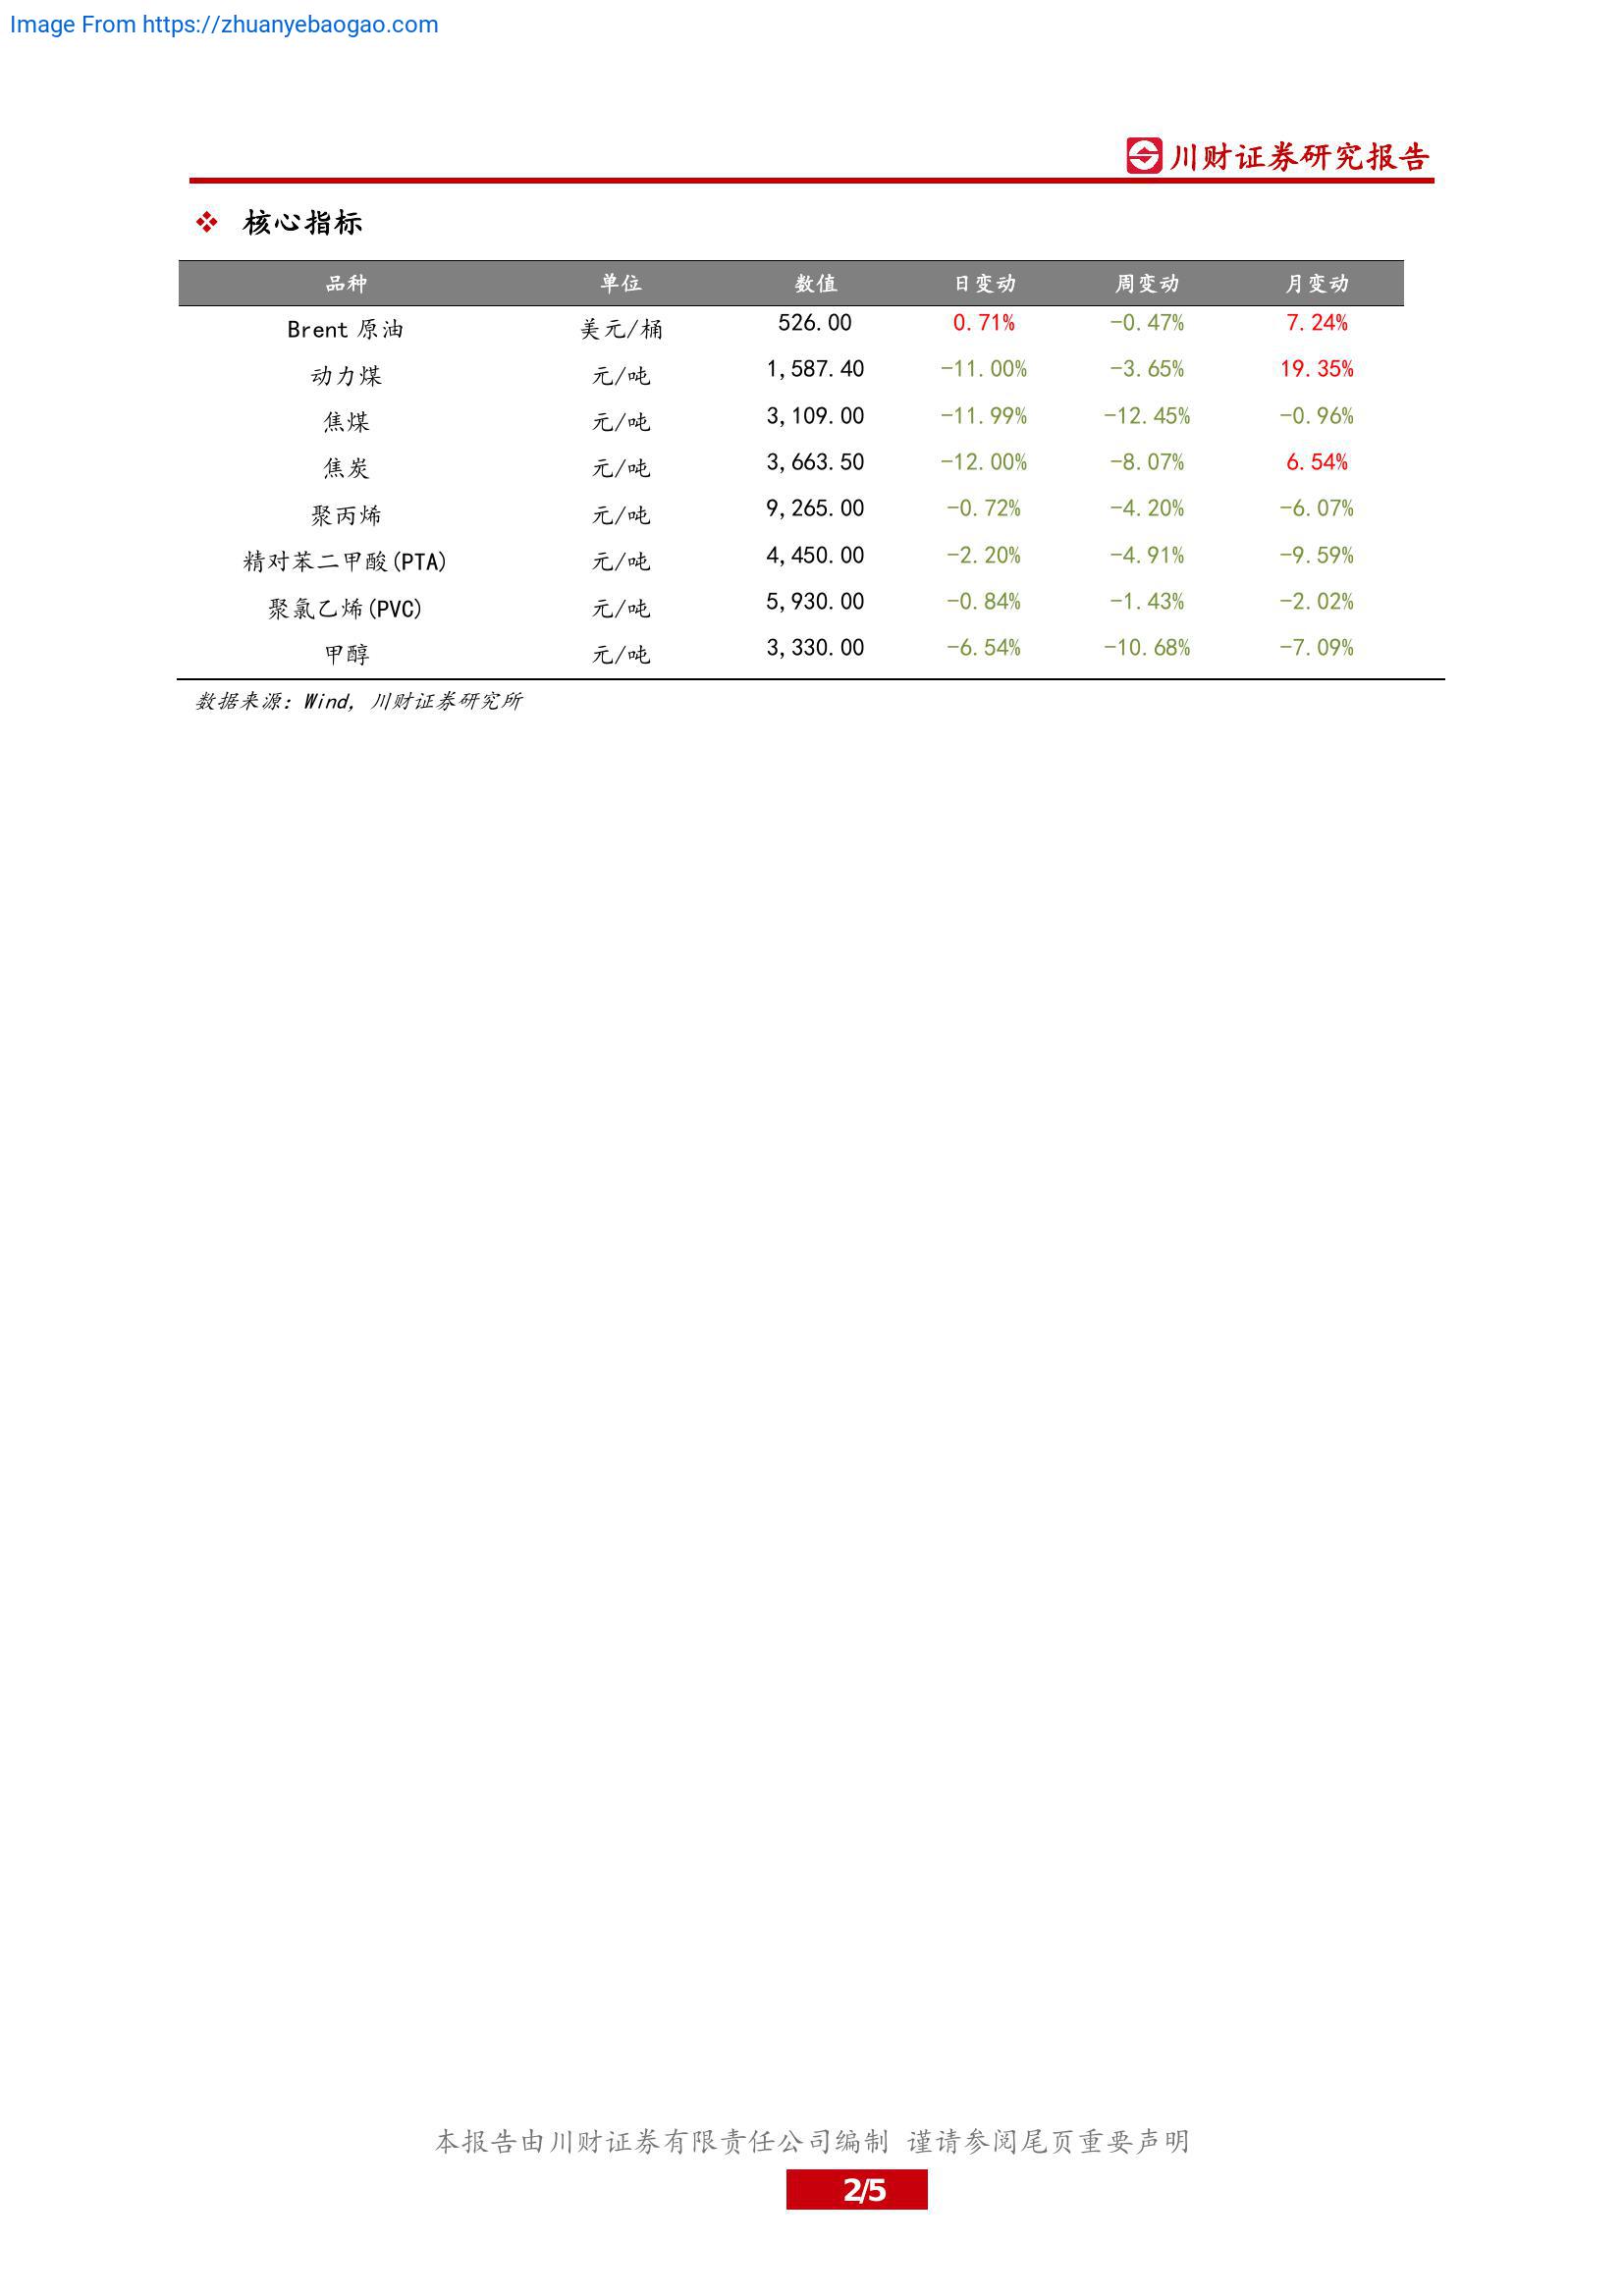 Image From https://zhuanyebaogao.com
川财证券研究报告
❖ 核心指标
品种 单位 数值 日变动 周变动 月变动
Brent 原油 美元/桶 526.00 0.71% -0.47% 7.24%
动力煤 元/吨 1,587.40 -11.00% -3.65% 19.35%
焦煤 元/吨 3,109.00 -11.99% -12.45% -0.96%
焦炭 元/吨 3,663.50 -12.00% -8.07% 6.54%
聚丙烯 元/吨 9,265.00 -0.72% -4.20% -6.07%
精对苯二甲酸(PTA) 元/吨 4,450.00 -2.20% -4.91% -9.59%
聚氯乙烯(PVC) 元/吨 5,930.00 -0.84% -1.43% -2.02%
甲醇 元/吨 3,330.00 -6.54% -10.68% -7.09%
数据来源：Wind，川财证券研究所
本报告由川财证券有限责任公司编制 谨请参阅尾页重要声明
2/5